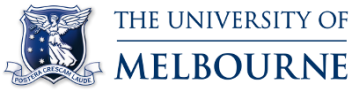 THE UNIVERSITY OF
MELBOURNE
POSTERA CRESCAM LAUDE